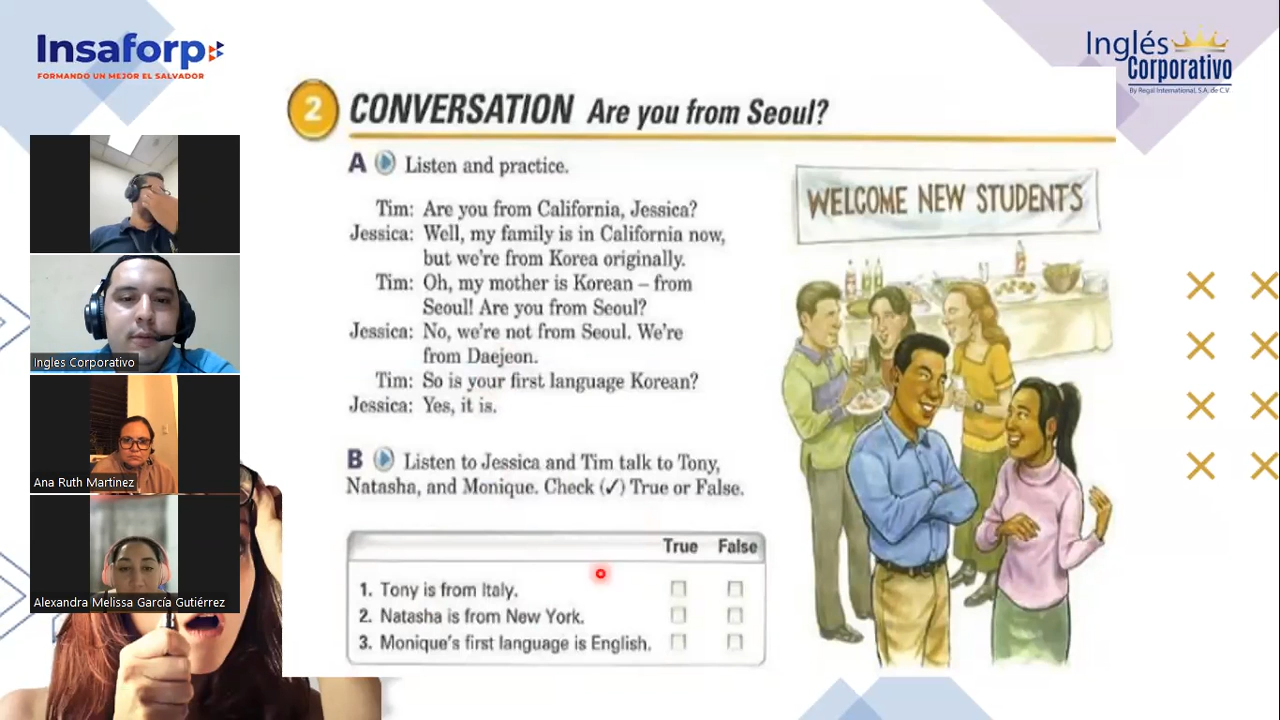 Insaforp
FORMANDO UN MEJOR EL SALVADOR
Inglés
Corporativo
By Regal International, S.A. de C.V
2 CONVERSATION Are you from Seoul?
A Listen and practice.
Tim: Are you from California, Jessica?
Jessica: Well, my family is in California now,
but we're from Korea originally.
Tim: Oh, my mother is Korean – from
Seoul! Are you from Seoul?
Jessica: No, we're not from Seoul. We're
from Daejeon.
Tim: So is your first language Korean?
Jessica: Yes, it is.
B Listen to Jessica and Tim talk to Tony,
Natasha, and Monique. Check (✓) True or False.
True False
1. Tony is from Italy.
2. Natasha is from New York.
3. Monique's first language is English.
WELCOME NEW STUDENTS
Ingles Corporativo
Ana Ruth Martinez
Alexandra Melissa García Gutiérrez